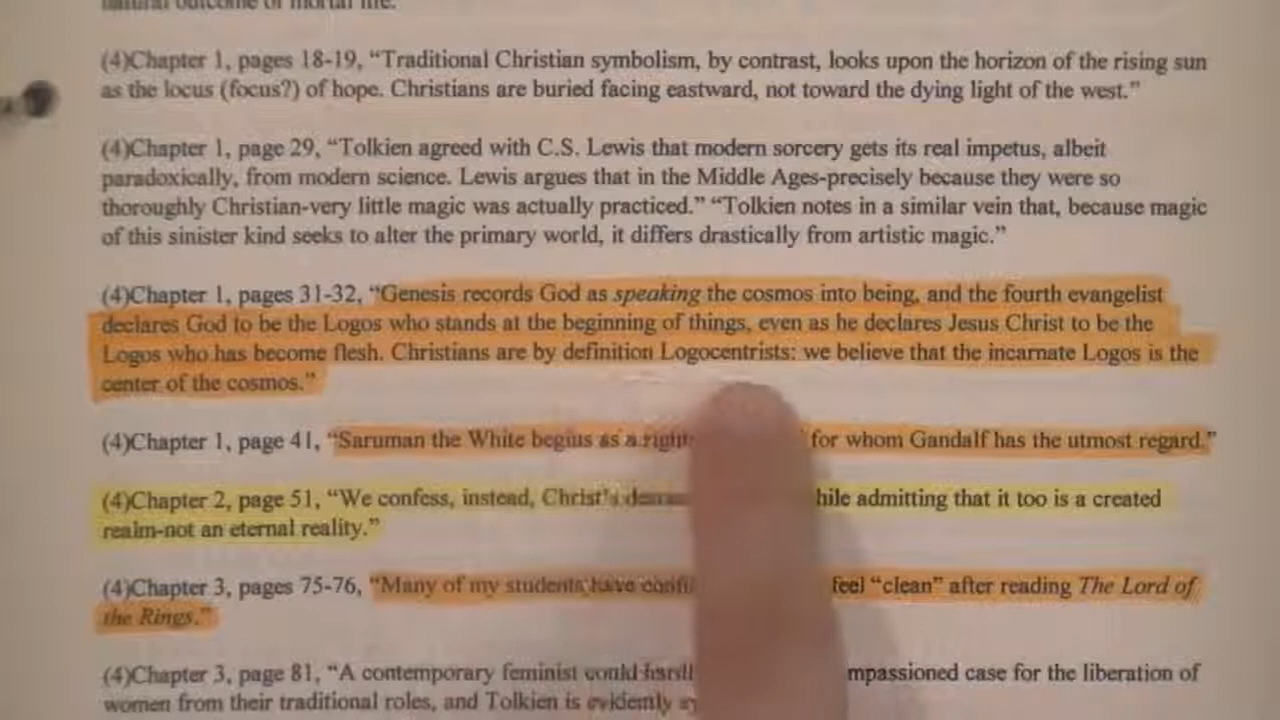 natural outcome of mortal life.
(4)Chapter 1, pages 18-19, “Traditional Christian symbolism, by contrast, looks upon the horizon of the rising sun
as the locus (focus?) of hope. Christians are buried facing eastward, not toward the dying light of the west.”
(4)Chapter 1, page 29, “Tolkien agreed with C.S. Lewis that modern sorcery gets its real impetus, albeit
paradoxically, from modern science. Lewis argues that in the Middle Ages-precisely because they were so
thoroughly Christian-very little magic was actually practiced.” “Tolkien notes in a similar vein that, because magic
of this sinister kind seeks to alter the primary world, it differs drastically from artistic magic.”
(4)Chapter 1, pages 31-32, “Genesis records God as speaking the cosmos into being, and the fourth evangelist
declares God to be the Logos who stands at the beginning of things, even as he declares Jesus Christ to be the
Logos who has become flesh. Christians are by definition Logocentrists: we believe that the incarnate Logos is the
center of the cosmos.”
(4)Chapter 1, page 41, “Saruman the White begins as a for whom Gandalf has the utmost regard.”
(4)Chapter 2, page 51, “We confess, instead, Christ's admitting that it too is a created
realm-not an eternal reality.”
(4)Chapter 3, pages 75-76, “Many of my students have feel “clean” after reading The Lord of
the Rings.”
(4)Chapter 3, page 81, “A contemporary feminist could case for the liberation of
women from their traditional roles, and Tolkien is evidently